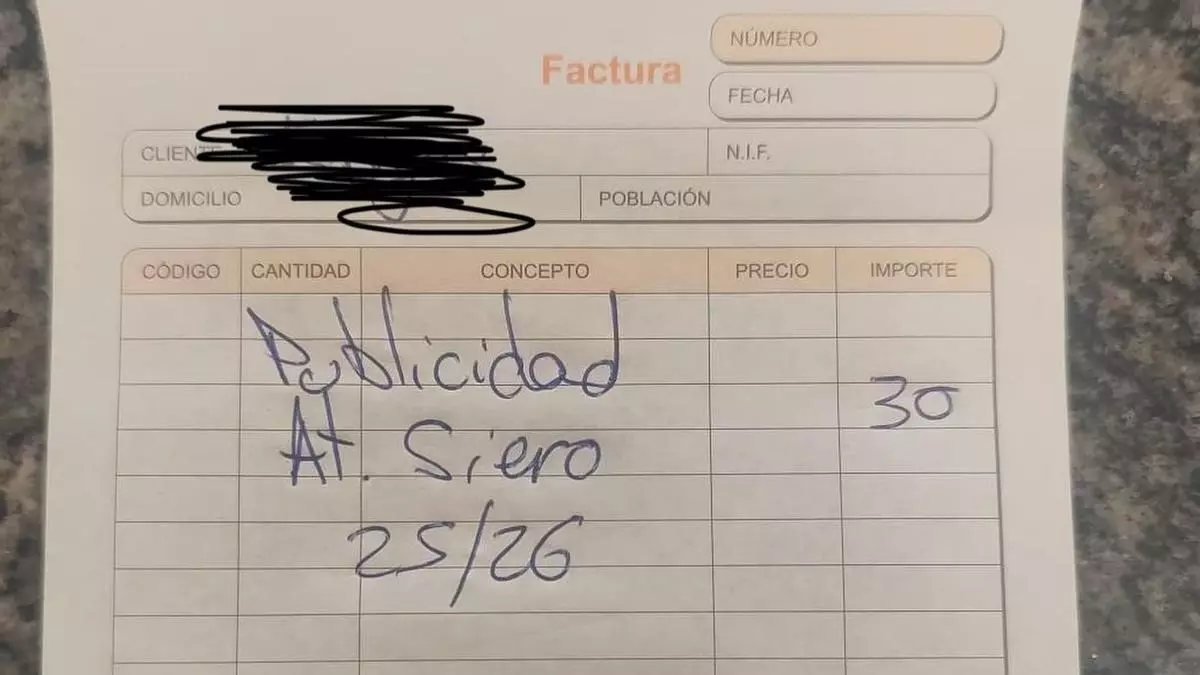 Factura
NÚMERO
FECHA
CLIENTE
N.I.F.
DOMICILIO
POBLACIÓN
CÓDIGO CANTIDAD CONCEPTO PRECIO IMPORTE
Publicidad
30
At. Siero
25/26